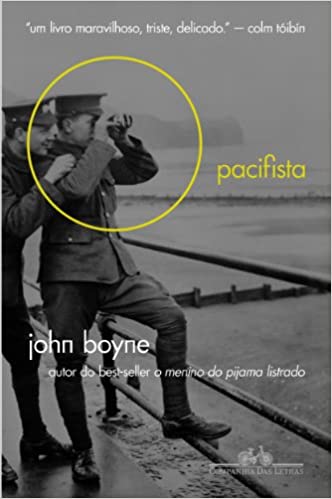 "um livro maravilhoso, triste, delicado." — colm tóibín
pacifista
john boyne
autor do best-seller o menino do pijama listrado
COMPANHIA DAS LETRAS